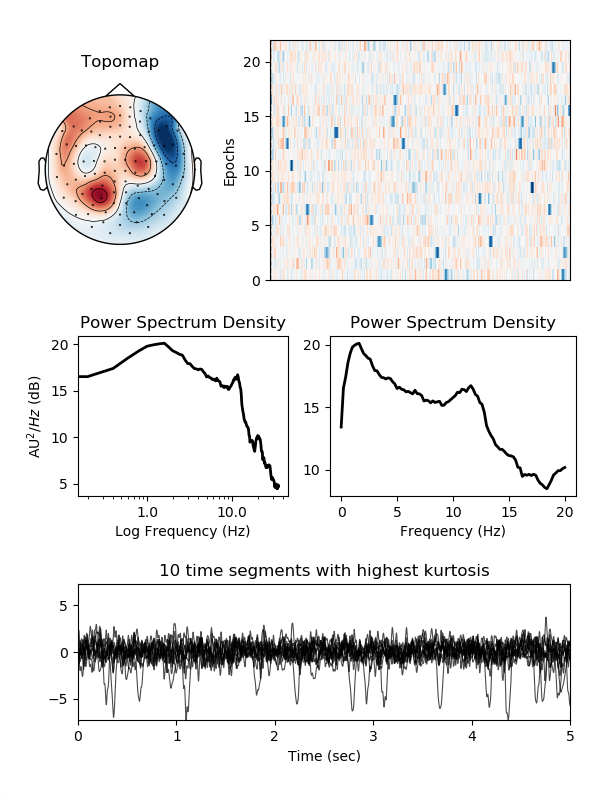 Topomap
Epochs
20
15
10
5
0
Power Spectrum Density
20
15
10
5
AU²/Hz (dB)
1.0 10.0
Log Frequency (Hz)
Power Spectrum Density
20
15
10
0 5 10 15 20
Frequency (Hz)
10 time segments with highest kurtosis
5
0
−5
0 1 2 3 4 5
Time (sec)